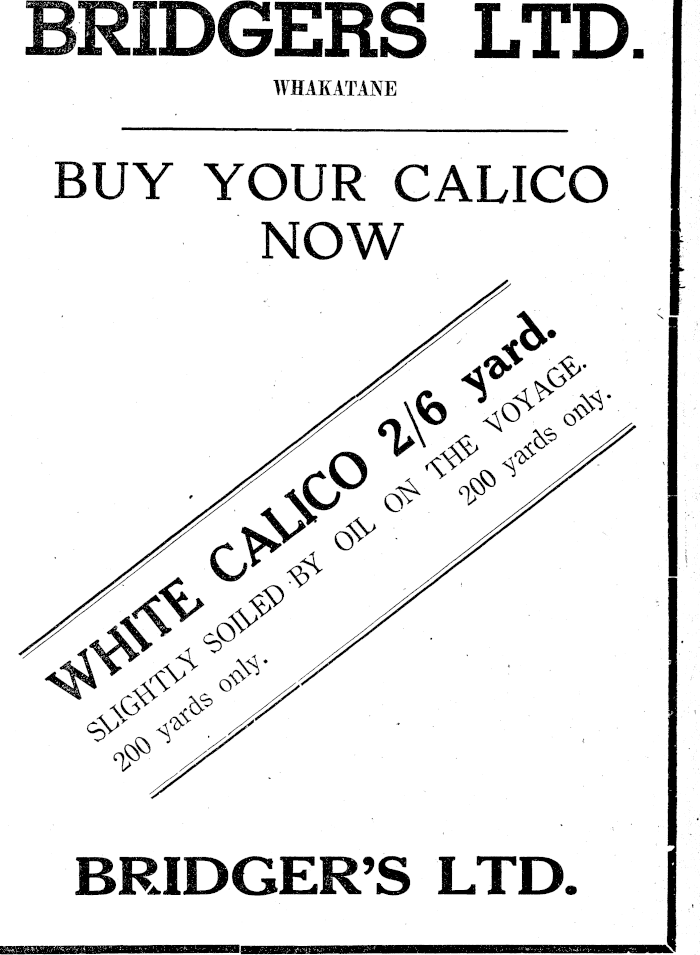 BRIDGERS LTD.
WHAKATANE
BUY YOUR CALICO
NOW
WHITE CALICO 2/6 yard.
SLIGHTLY SOILED BY OIL ON THE VOYAGE.
200 yards only. 200 yards only.
BRIDGER'S LTD.